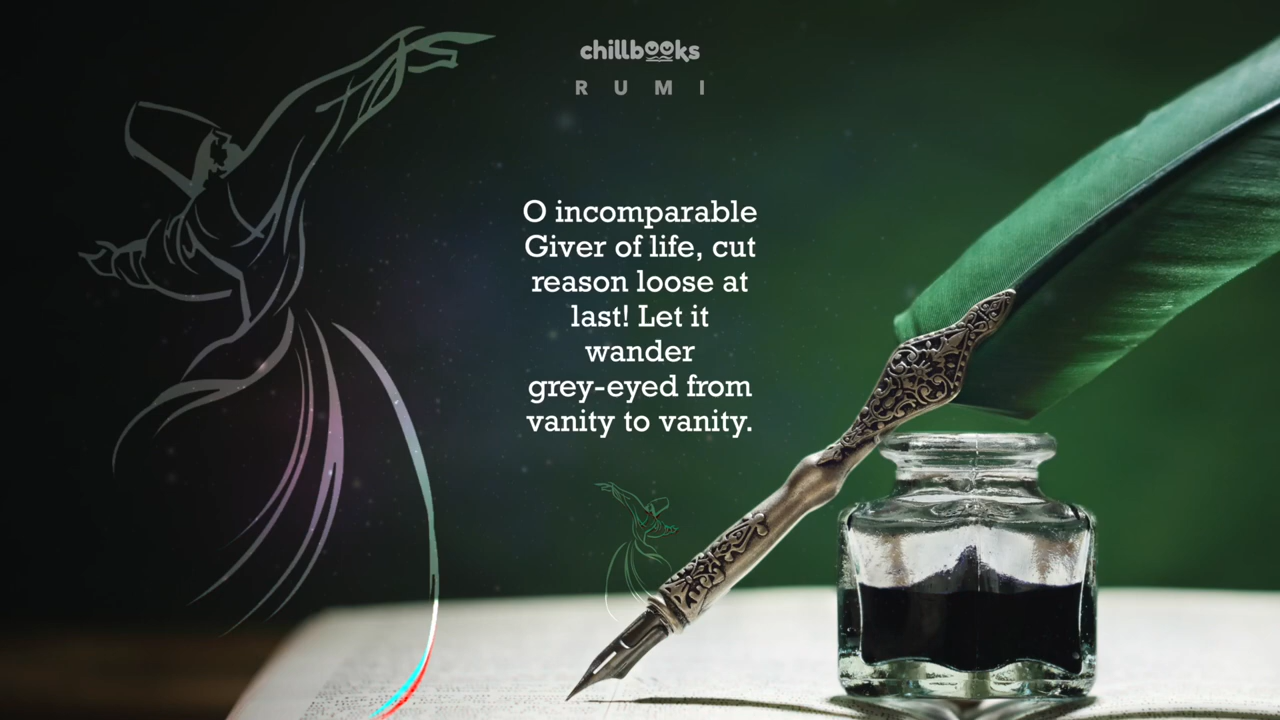 chillbooks
RUMI
O incomparable
Giver of life, cut
reason loose at
last! Let it
wander
grey-eyed from
vanity to vanity.